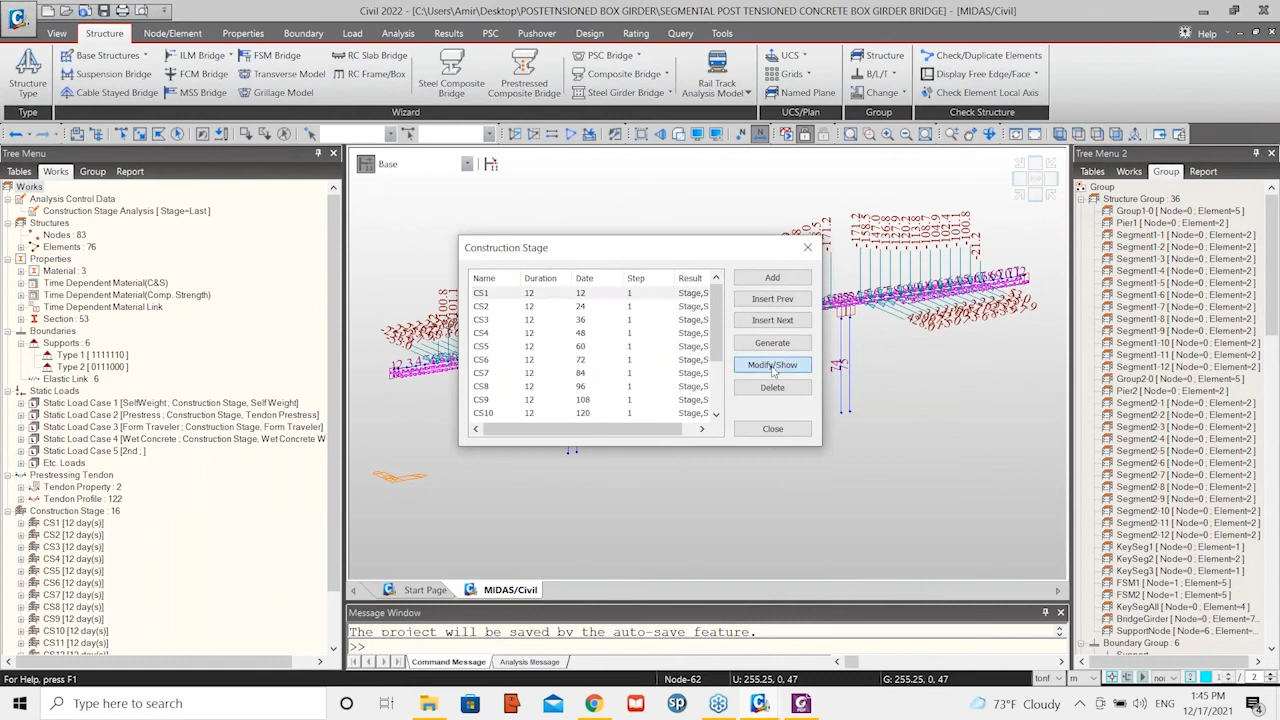 Civil 2022 - [C:\Users\Amir\Desktop\POSTETNSIONED BOX GIRDER\SEGMENTAL POST TENSIONED CONCRETE BOX GIRDER BRIDGE] - [MIDAS/Civil]
View Structure Node/Element Properties Boundary Load Analysis Results PSC Pushover Design Rating Query Tools Help
Structure Type
Base Structures
Suspension Bridge
Cable Stayed Bridge
ILM Bridge
FCM Bridge
MSS Bridge
FSM Bridge
Transverse Model
Grillage Model
RC Slab Bridge
RC Frame/Box
Steel Composite Bridge
Prestressed Composite Bridge
PSC Bridge
Composite Bridge
Steel Girder Bridge
Rail Track Analysis Model
UCS
Grids
Named Plane
Structure
B/L/T
Change
Check/Duplicate Elements
Display Free Edge/Face
Check Element Local Axis
Type Wizard UCS/Plan Group Check Structure
Tree Menu
Tables Works Group Report
Works
Analysis Control Data
Construction Stage Analysis [ Stage=Last ]
Structures
Nodes : 83
Elements : 76
Properties
Material : 3
Time Dependent Material(C&S)
Time Dependent Material(Comp. Strength)
Time Dependent Material Link
Section : 53
Boundaries
Supports : 6
Type 1 [1111110]
Type 2 [0111000]
Elastic Link : 6
Static Loads
Static Load Case 1 [SelfWeight ; Construction Stage, Self Weight]
Static Load Case 2 [Prestress ; Construction Stage, Tendon Prestress]
Static Load Case 3 [Form Traveler ; Construction Stage, Form Traveler]
Static Load Case 4 [Wet Concrete ; Construction Stage, Wet Concrete W
Static Load Case 5 [2nd , ]
Etc. Loads
Prestressing Tendon
Tendon Property : 2
Tendon Profile : 122
Construction Stage : 16
CS1 [12 day(s)]
CS2 [12 day(s)]
CS3 [12 day(s)]
CS4 [12 day(s)]
CS5 [12 day(s)]
CS6 [12 day(s)]
CS7 [12 day(s)]
CS8 [12 day(s)]
CS9 [12 day(s)]
CS10 [12 day(s)]
CS11 [12 day(s)]
Base
171.2 147.0
120.9
108.7
102.4
101.1
100.8
-21.2
Construction Stage
Name Duration Date Step Result
CS1 12 12 1 Stage,S
CS2 12 24 1 Stage,S
CS3 12 36 1 Stage,S
CS4 12 48 1 Stage,S
CS5 12 60 1 Stage,S
CS6 12 72 1 Stage,S
CS7 12 84 1 Stage,S
CS8 12 96 1 Stage,S
CS9 12 108 1 Stage,S
CS10 12 120 1 Stage,S
Add
Insert Prev
Insert Next
Generate
Modify/Show
Delete
Close
Start Page MIDAS/Civil
Message Window
The project will be saved by the auto-save feature.
>>
Command Message Analysis Message
Tree Menu 2
Tables Works Group Report
Group
Structure Group : 36
Group1-0 [ Node=0 ; Element=5 ]
Pier1 [ Node=0 ; Element=2 ]
Segment1-1 [ Node=0 ; Element=2 ]
Segment1-2 [ Node=0 ; Element=2 ]
Segment1-3 [ Node=0 ; Element=2 ]
Segment1-4 [ Node=0 ; Element=2 ]
Segment1-5 [ Node=0 ; Element=2 ]
Segment1-6 [ Node=0 ; Element=2 ]
Segment1-7 [ Node=0 ; Element=2 ]
Segment1-8 [ Node=0 ; Element=2 ]
Segment1-9 [ Node=0 ; Element=2 ]
Segment1-10 [ Node=0 ; Element=2 ]
Segment1-11 [ Node=0 ; Element=2 ]
Segment1-12 [ Node=0 ; Element=2 ]
Group2-0 [ Node=0 ; Element=5 ]
Pier2 [ Node=0 ; Element=2 ]
Segment2-1 [ Node=0 ; Element=2 ]
Segment2-2 [ Node=0 ; Element=2 ]
Segment2-3 [ Node=0 ; Element=2 ]
Segment2-4 [ Node=0 ; Element=2 ]
Segment2-5 [ Node=0 ; Element=2 ]
Segment2-6 [ Node=0 ; Element=2 ]
Segment2-7 [ Node=0 ; Element=2 ]
Segment2-8 [ Node=0 ; Element=2 ]
Segment2-9 [ Node=0 ; Element=2 ]
Segment2-10 [ Node=0 ; Element=2 ]
Segment2-11 [ Node=0 ; Element=2 ]
Segment2-12 [ Node=0 ; Element=2 ]
KeySeg1 [ Node=0 ; Element=1 ]
KeySeg2 [ Node=0 ; Element=2 ]
KeySeg3 [ Node=0 ; Element=1 ]
FSM1 [ Node=1 ; Element=5 ]
FSM2 [ Node=1 ; Element=5 ]
KeySegAll [ Node=0 ; Element=4 ]
BridgeGirder [ Node=0 ; Element=7...
SupportNode [ Node=6 ; Element=0 ]
Boundary Group : 6
For Help, press F1
Node-62 U: 255.25, 0, 47 G: 255.25, 0, 47 tonf m 1 / 2
Type here to search
73°F Cloudy ENG 1:45 PM
12/17/2021 4